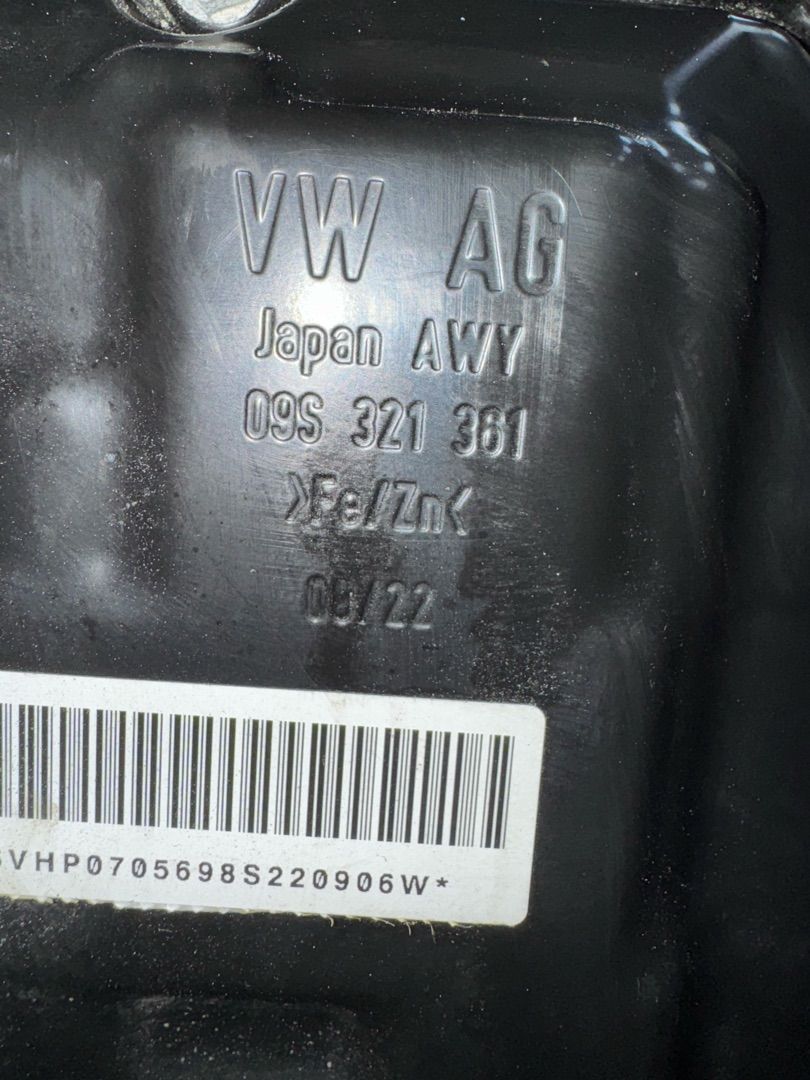 VW AG
Japan AWY
09S 321 361
>Fe/Zn<
09/22
VHP0705698S220906W*